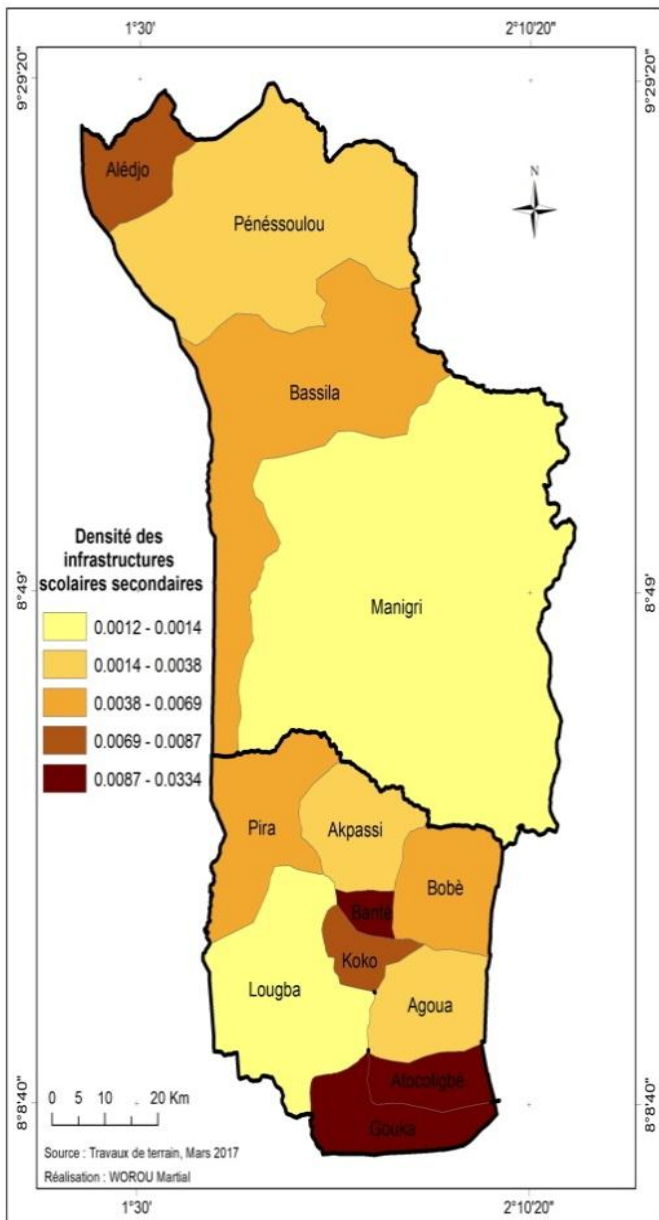 1°30'
2°10'20"
9°29'20"
9°29'20"
N
Alédjo
Pénéssoulou
Bassila
Densité des
infrastructures
scolaires secondaires
0.0012 - 0.0014
0.0014 - 0.0038
0.0038 - 0.0069
0.0069 - 0.0087
0.0087 - 0.0334
8°49'
8°49'
Manigri
Pira
Akpassi
Bobè
Bantè
Koko
Lougba
Agoua
Atocotigbé
Gouka
8°8'40"
8°8'40"
0 5 10 20 Km
Source : Travaux de terrain, Mars 2017
Réalisation : WOROU Martial
1°30'
2°10'20"